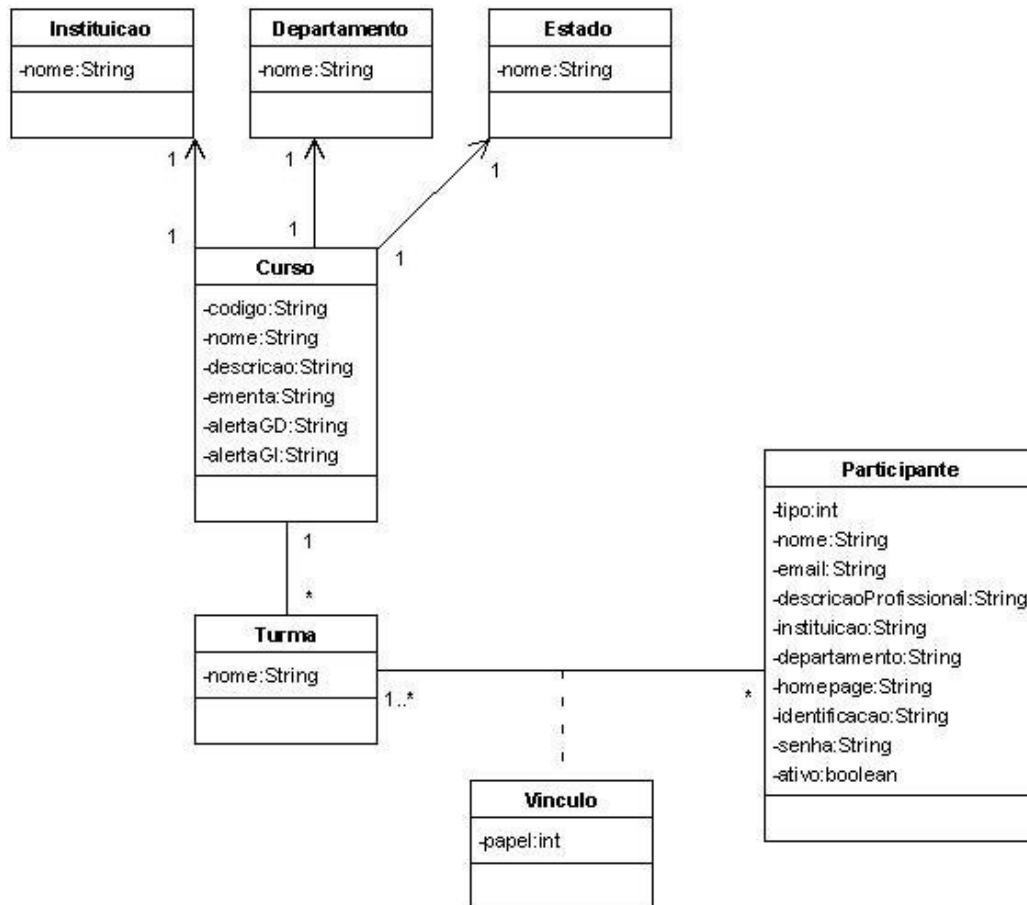 Instituicao
-nome:String
Departamento
-nome:String
Estado
-nome:String
1
1
1
1
1
1
Curso
-codigo:String
-nome:String
-descricao:String
-ementa:String
-alertaGD:String
-alertaGI:String
1
*
Turma
-nome:String
1..*
*
Participante
-tipo:int
-nome:String
-email:String
-descricaoProfissional:String
-instituicao:String
-departamento:String
-homepage:String
-identificacao:String
-senha:String
-ativo:boolean
Vinculo
-papel:int